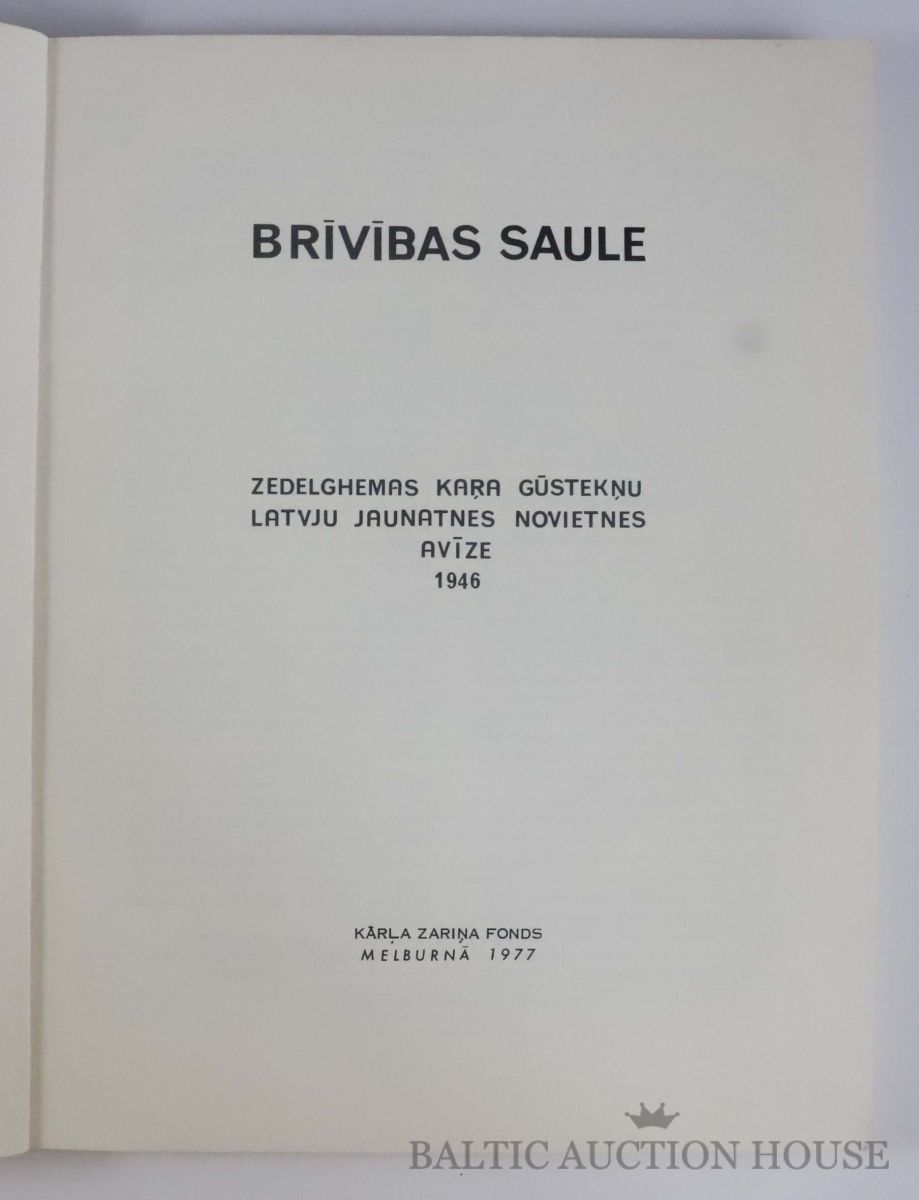 BRĪVĪBAS SAULE
ZEDELGHEMAS KAŖA GŪSTEKŅU
LATVJU JAUNATNES NOVIETNES
AVĪZE
1946
KĀRĻA ZARIŅA FONDS
MELBURNĀ 1977
BALTIC AUCTION HOUSE